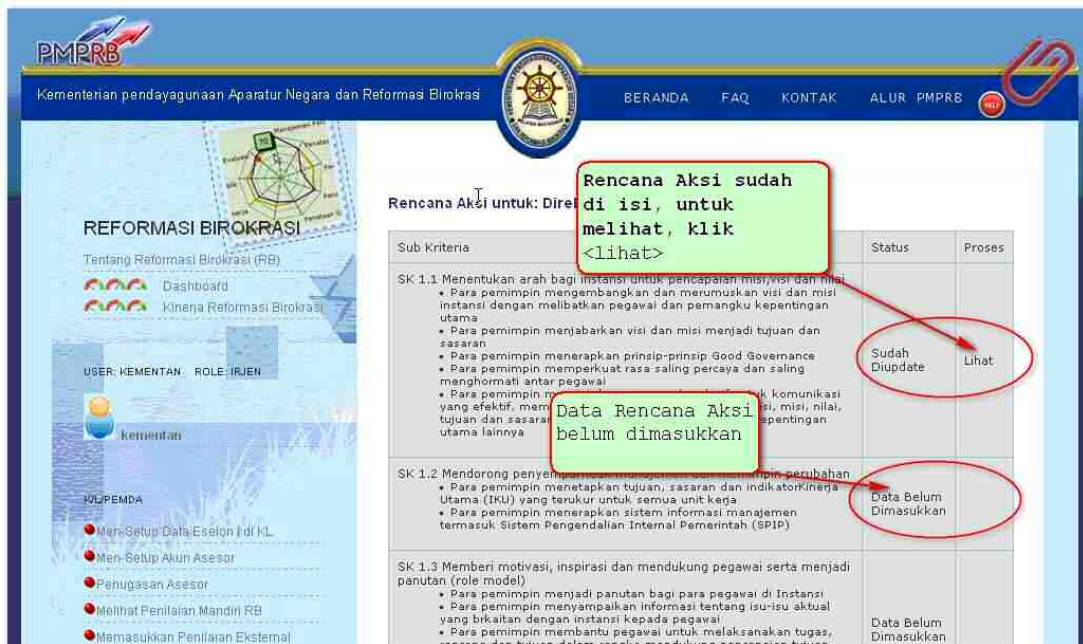 PMPRB
Kementerian pendayagunaan Aparatur Negara dan Reformasi Birokrasi
BERANDA FAQ KONTAK ALUR PMPRB
HELP
REFORMASI BIROKRASI
Tentang Reformasi Birokrasi (RB)
Dashboard
Kinerja Reformasi Birokrasi
USER: KEMENTAN ROLE: IRJEN
kementan
K/L/PEMDA
Men-Setup Data Eselon I di KL
Men-Setup Akun Asesor
Penugasan Asesor
Melihat Penilaian Mandiri RB
Memasukkan Penilaian Eksternal
Rencana Aksi untuk: Dire
Rencana Aksi sudah
di isi, untuk
melihat, klik
<lihat>
Sub Kriteria Status Proses
SK 1.1 Menentukan arah bagi instansi untuk pencapaian misi,visi dan nilai
• Para pemimpin mengembangkan dan merumuskan visi dan misi
instansi dengan melibatkan pegawai dan pemangku kepentingan
utama
• Para pemimpin menjabarkan visi dan misi menjadi tujuan dan
sasaran
• Para pemimpin menerapkan prinsip-prinsip Good Governance
• Para pemimpin memperkuat rasa saling percaya dan saling
menghormati antar pegawai
• Para pemimpin komunikasi
yang efektif, misi, nilai,
tujuan dan
utama lainnya
Sudah
Diupdate
Lihat
Data Rencana Aksi
belum dimasukkan
SK 1.2 Mendorong perubahan
• Para pemimpin menetapkan tujuan, sasaran dan indikatorKinerja
Utama (IKU) yang terukur untuk semua unit kerja
• Para pemimpin menerapkan sistem informasi manajemen
termasuk Sistem Pengendalian Internal Pemerintah (SPIP)
Data Belum
Dimasukkan
SK 1.3 Memberi motivasi, inspirasi dan mendukung pegawai serta menjadi
panutan (role model)
• Para pemimpin menjadi panutan bagi para pegawai di Instansi
• Para pemimpin menyampaikan informasi tentang isu-isu aktual
yang brkaitan dengan instansi kepada pegawai
• Para pemimpin membantu pegawai untuk melaksanakan tugas,
Data Belum
Dimasukkan